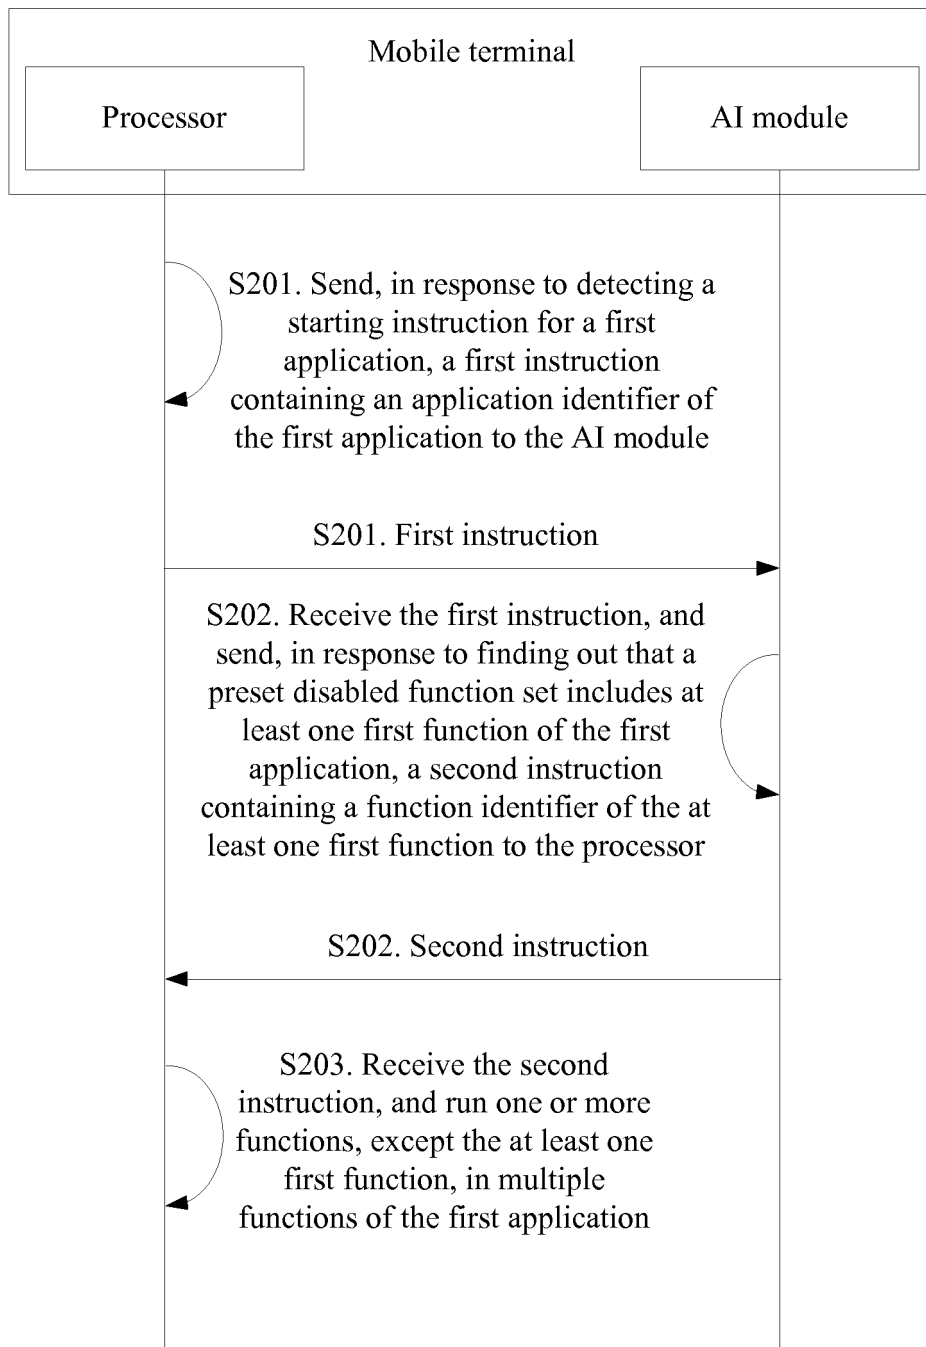 Mobile terminal
Processor
AI module
S201. Send, in response to detecting a
starting instruction for a first
application, a first instruction
containing an application identifier of
the first application to the AI module
S201. First instruction
S202. Receive the first instruction, and
send, in response to finding out that a
preset disabled function set includes at
least one first function of the first
application, a second instruction
containing a function identifier of the at
least one first function to the processor
S202. Second instruction
S203. Receive the second
instruction, and run one or more
functions, except the at least one
first function, in multiple
functions of the first application